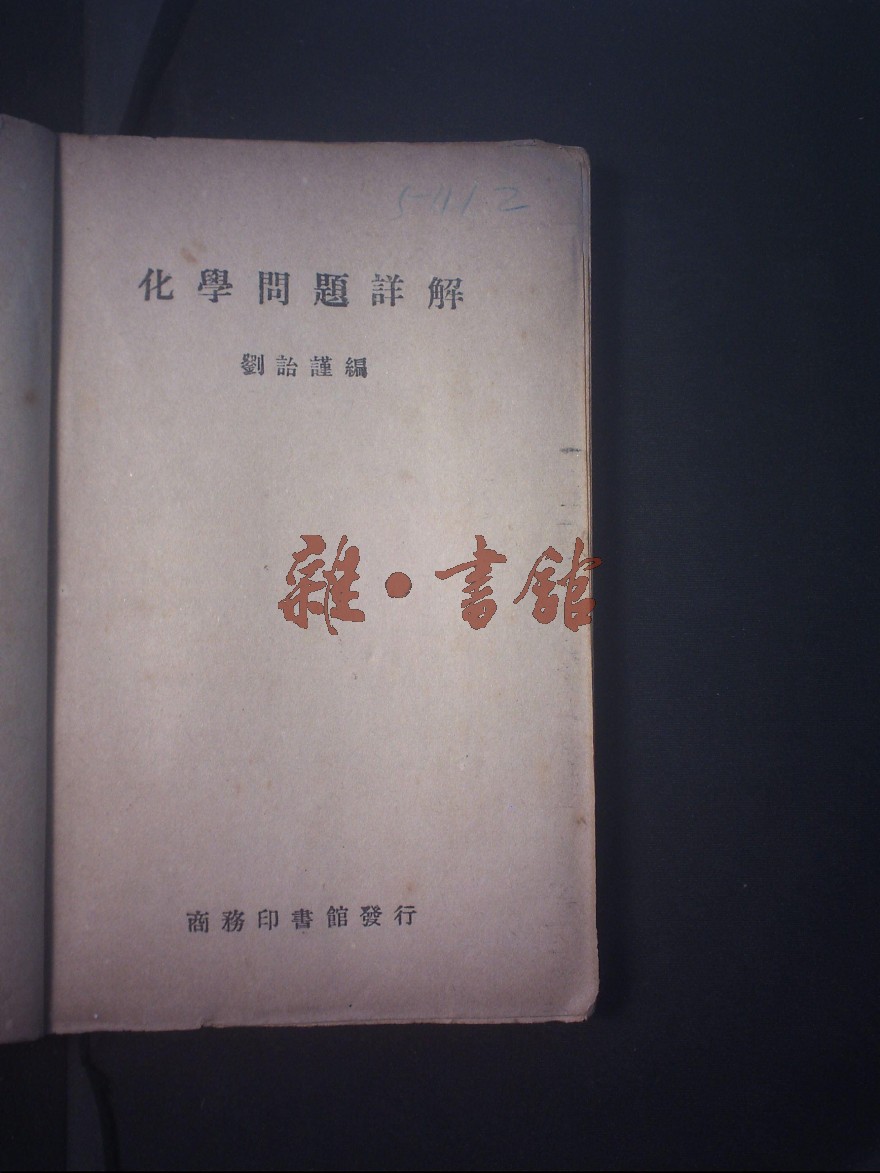 5412
化學問題詳解
劉詒謹編
雜·書館
商務印書館發行